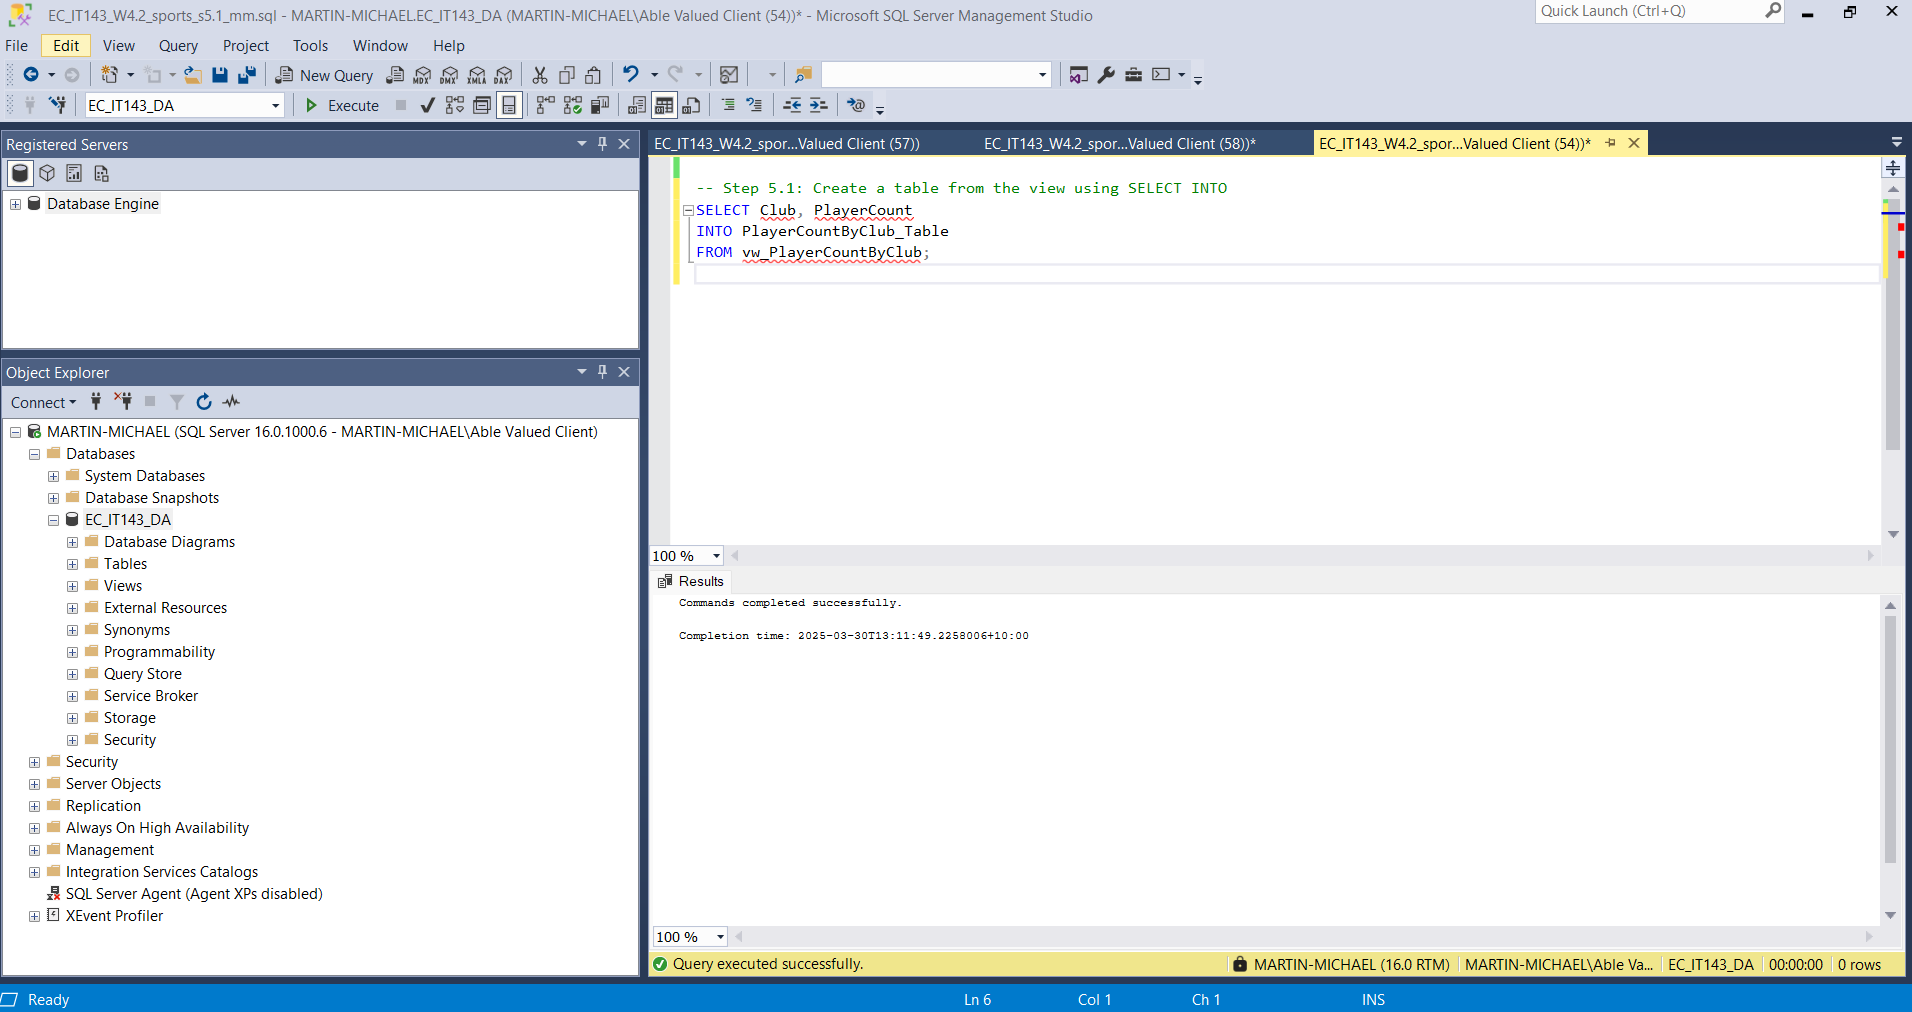 EC_IT143_W4.2_sports_s5.1_mm.sql - MARTIN-MICHAEL.EC_IT143_DA (MARTIN-MICHAEL\Able Valued Client (54))* - Microsoft SQL Server Management Studio
Quick Launch (Ctrl+Q)
File Edit View Query Project Tools Window Help
New Query MDX DMX XMLA DAX
EC_IT143_DA
Execute
Registered Servers
Database Engine
Object Explorer
Connect
MARTIN-MICHAEL (SQL Server 16.0.1000.6 - MARTIN-MICHAEL\Able Valued Client)
Databases
System Databases
Database Snapshots
EC_IT143_DA
Database Diagrams
Tables
Views
External Resources
Synonyms
Programmability
Query Store
Service Broker
Storage
Security
Security
Server Objects
Replication
Always On High Availability
Management
Integration Services Catalogs
SQL Server Agent (Agent XPs disabled)
XEvent Profiler
EC_IT143_W4.2_spor...Valued Client (57))
EC_IT143_W4.2_spor...Valued Client (58))*
EC_IT143_W4.2_spor...Valued Client (54))*
-- Step 5.1: Create a table from the view using SELECT INTO
SELECT Club, PlayerCount
INTO PlayerCountByClub_Table
FROM vw_PlayerCountByClub;
100 %
Results
Commands completed successfully.
Completion time: 2025-03-30T13:11:49.2258006+10:00
100 %
Query executed successfully.
MARTIN-MICHAEL (16.0 RTM) MARTIN-MICHAEL\Able Va... EC_IT143_DA 00:00:00 0 rows
Ready
Ln 6 Col 1 Ch 1 INS